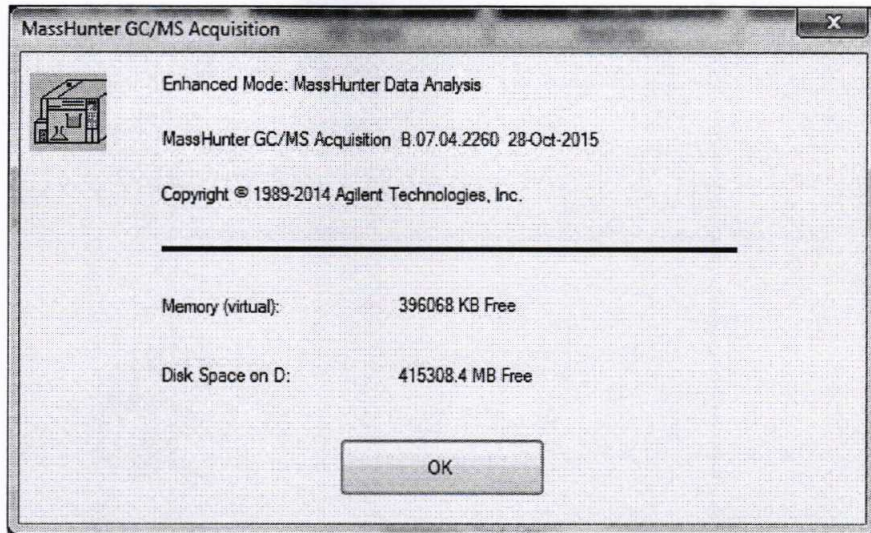 MassHunter GC/MS Acquisition
Enhanced Mode: MassHunter Data Analysis
MassHunter GC/MS Acquisition B.07.04.2260 28-Oct-2015
Copyright © 1989-2014 Agilent Technologies, Inc.
Memory (virtual): 396068 KB Free
Disk Space on D: 415308.4 MB Free
OK